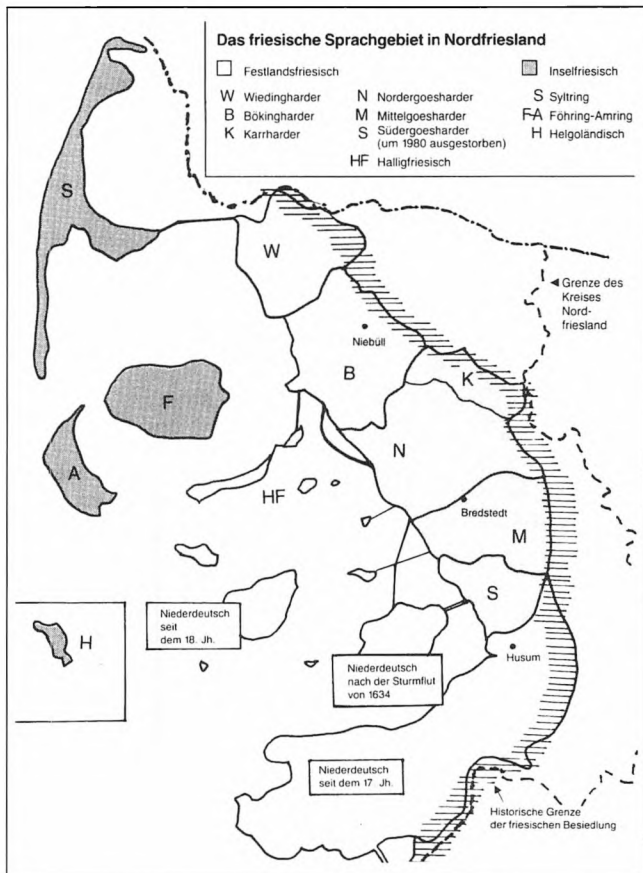 Das friesische Sprachgebiet in Nordfriesland
Festlandsfriesisch
Inselfriesisch
W Wiedingharder
B Bökingharder
K Karrharder
N Nordergoesharder
M Mittelgoesharder
S Südergoesharder
(um 1980 ausgestorben)
HF Halligfriesisch
S Syltring
F-A Föhring-Amring
H Helgoländisch
S
W
Grenze des
Kreises
Nord-
friesland
Niebüll
B
K
F
N
A
HF
Bredstedt
M
S
Niederdeutsch
seit
dem 18. Jh.
H
Husum
Niederdeutsch
nach der Sturmflut
von 1634
Niederdeutsch
seit dem 17 Jh.
Historische Grenze
der friesischen Besiedlung